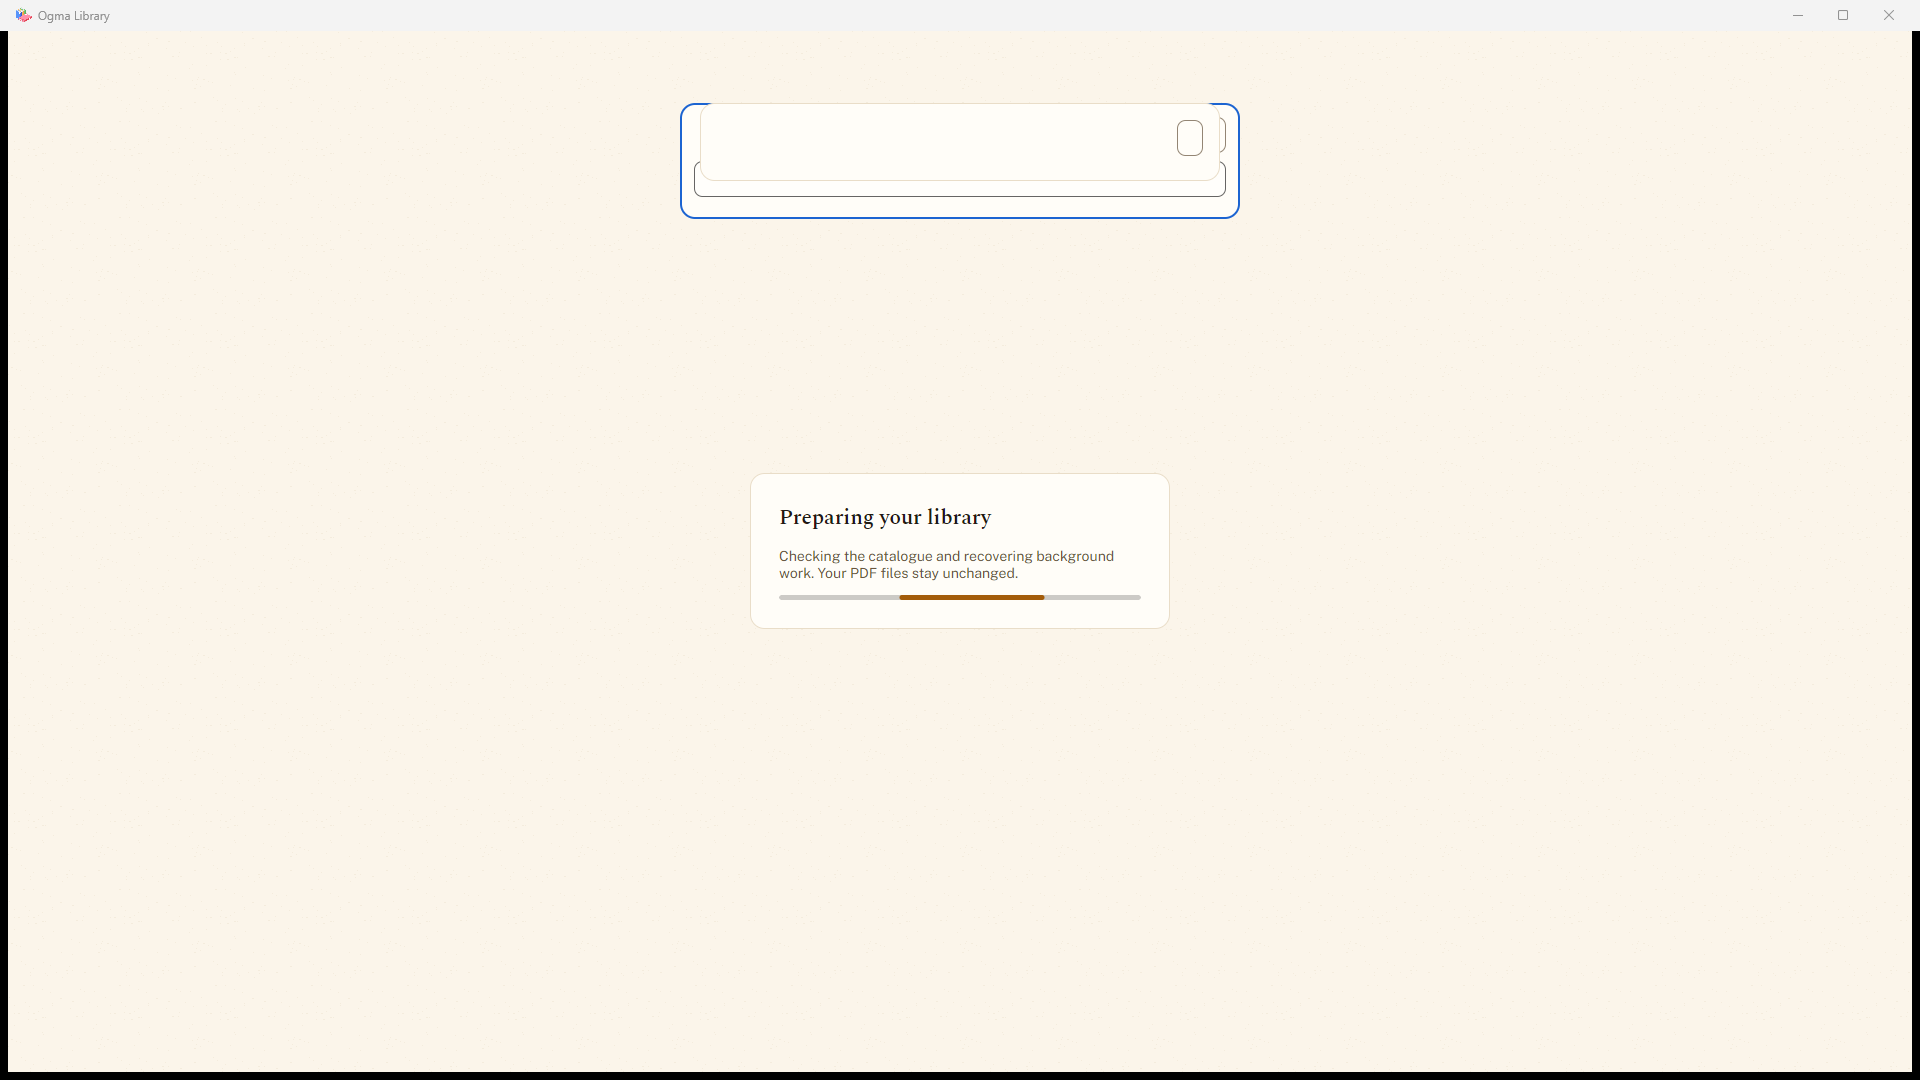 Ogma Library
Preparing your library
Checking the catalogue and recovering background
work. Your PDF files stay unchanged.